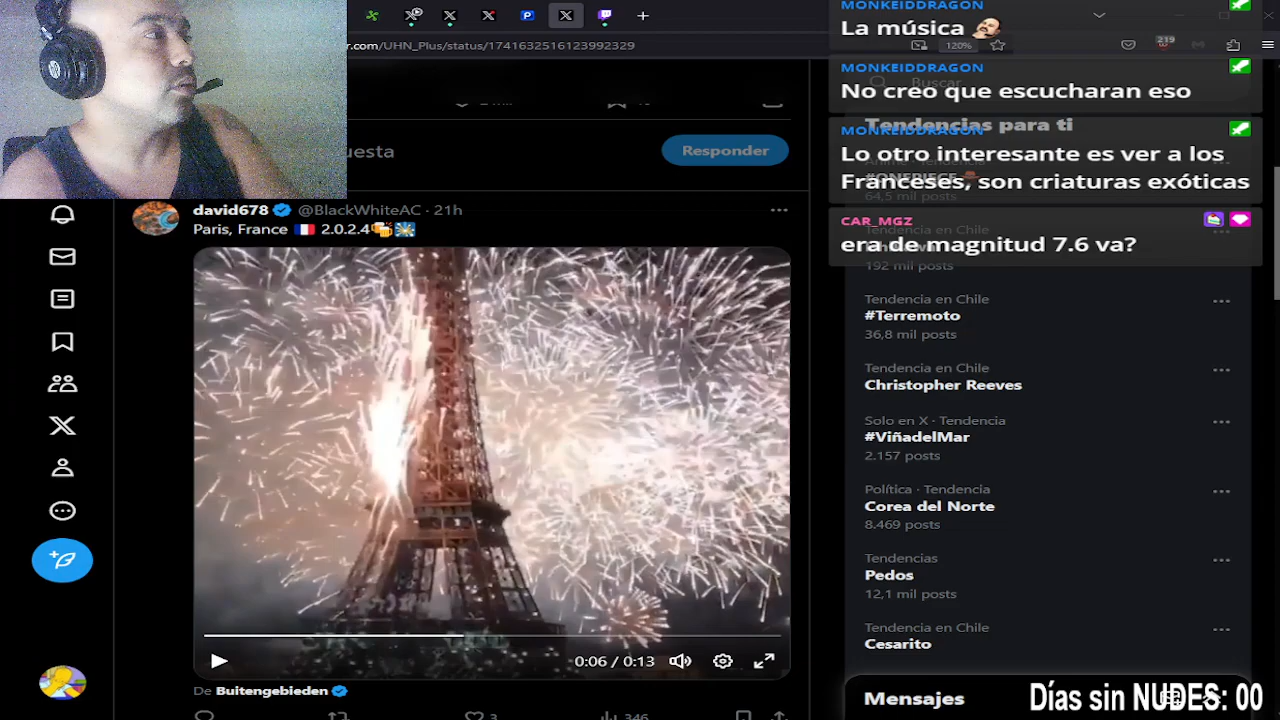 r.com/UHN_Plus/status/1741632516123992329
120%
219
uesta
Responder
david678 @BlackWhiteAC · 21h
Paris, France 2.0.2.4
0:06 / 0:13
De Buitengebieden
3
346
MONKEIDDRAGON
La música
MONKEIDDRAGON
No creo que escucharan eso
MONKEIDDRAGON
Lo otro interesante es ver a los
Franceses, son criaturas exóticas
CAR_MGZ
era de magnitud 7.6 va?
Buscar
Tendencias para ti
#ONEPIECE
64,5 mil posts
Tendencia en Chile
192 mil posts
Tendencia en Chile
#Terremoto
36,8 mil posts
Tendencia en Chile
Christopher Reeves
Solo en X · Tendencia
#ViñadelMar
2.157 posts
Política · Tendencia
Corea del Norte
8.469 posts
Tendencias
Pedos
12,1 mil posts
Tendencia en Chile
Cesarito
Mensajes
Días sin NUDES: 00